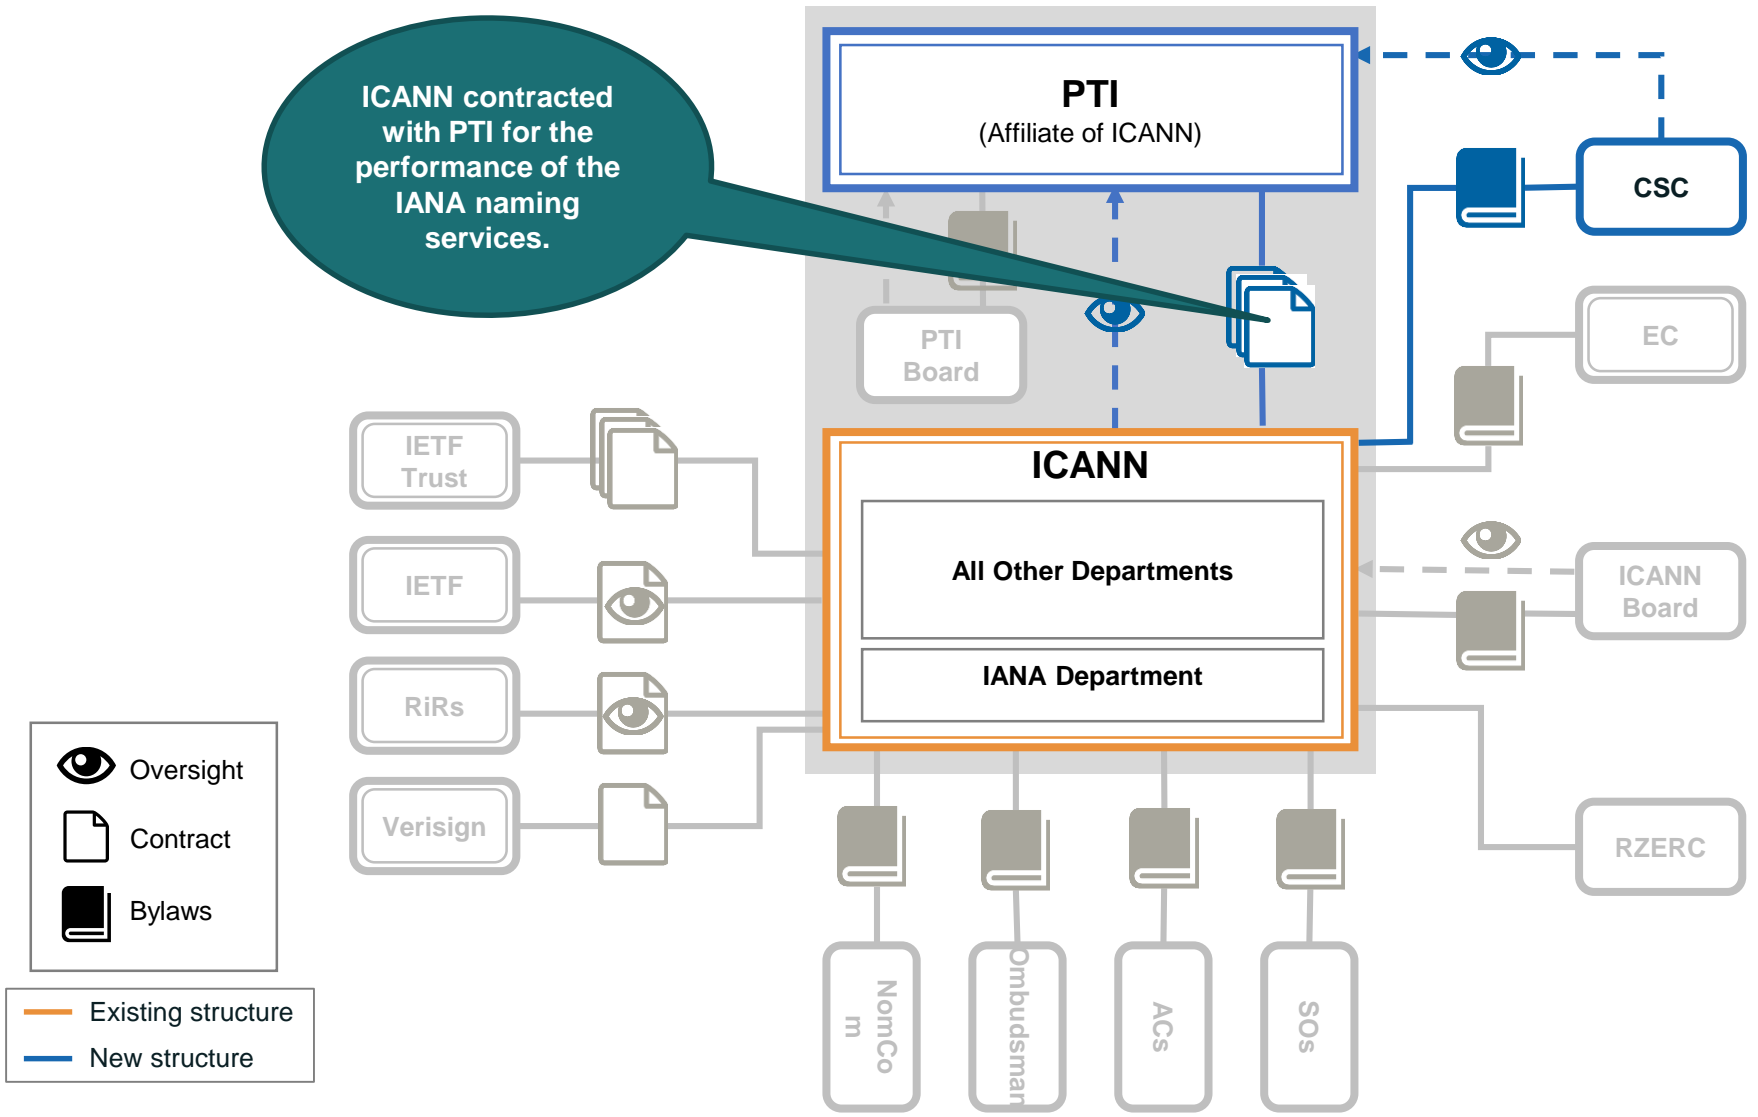 ICANN contracted
with PTI for the
performance of the
IANA naming
services.
PTI
(Affiliate of ICANN)
CSC
EC
PTI
Board
IETF
Trust
ICANN
All Other Departments
IANA Department
IETF
ICANN
Board
RiRs
Verisign
RZERC
Oversight
Contract
Bylaws
Existing structure
New structure
NomCo
m
Ombudsman
ACs
SOs